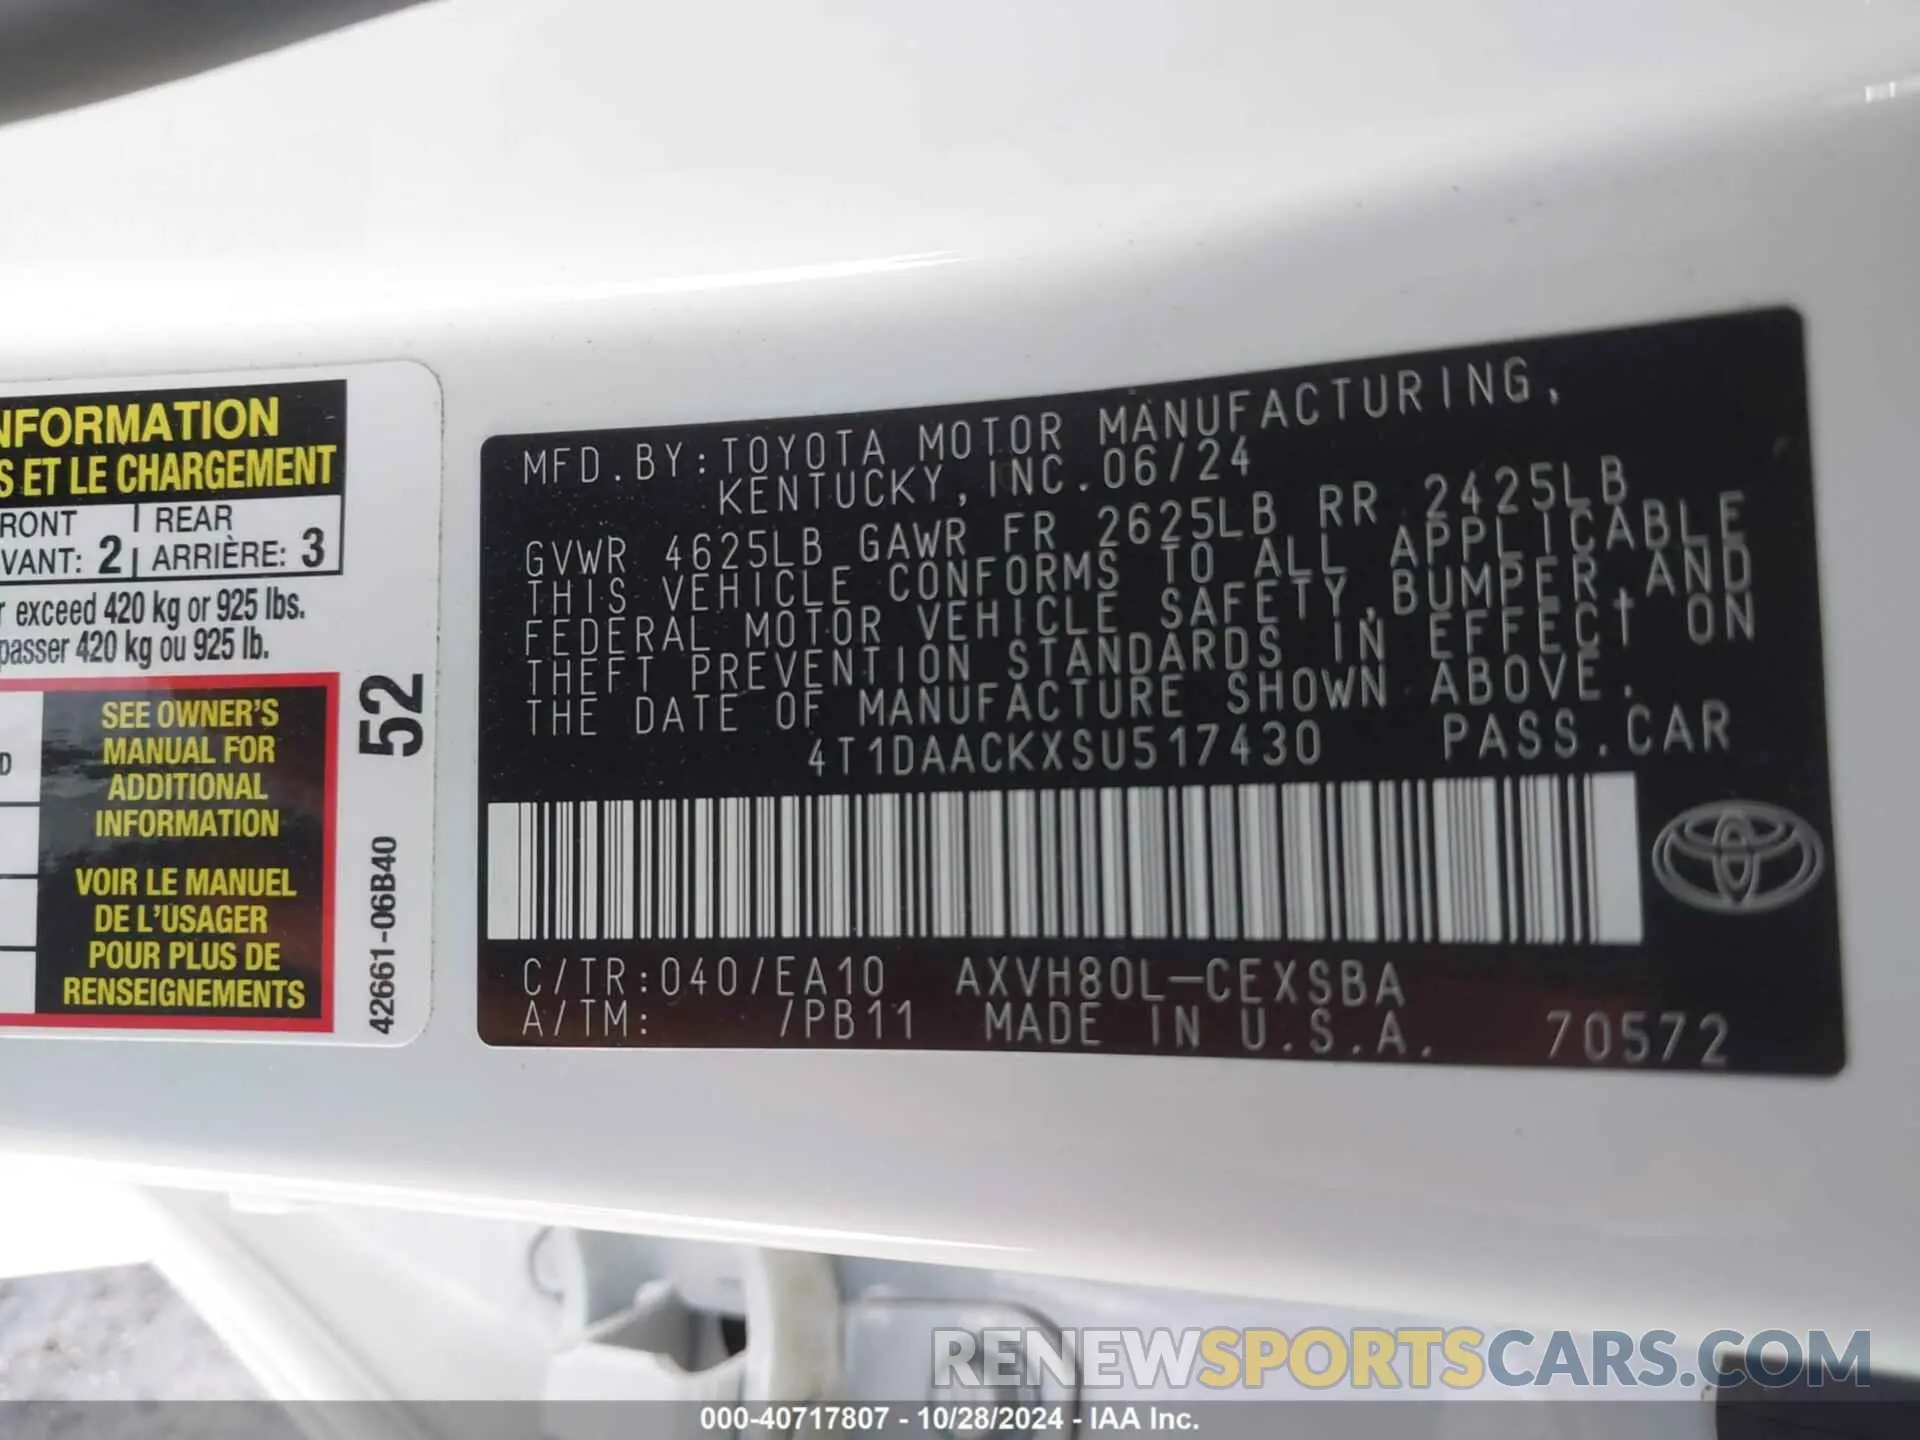 NFORMATION
S ET LE CHARGEMENT
RONT | REAR
VANT: 2 | ARRIÈRE: 3
r exceed 420 kg or 925 lbs.
passer 420 kg ou 925 lb.
D
SEE OWNER'S
MANUAL FOR
ADDITIONAL
INFORMATION
VOIR LE MANUEL
DE L'USAGER
POUR PLUS DE
RENSEIGNEMENTS
52
42661-06B40
MFD.BY:TOYOTA MOTOR MANUFACTURING,
KENTUCKY, INC. 06/24
GVWR 4625LB GAWR FR 2625LB RR 2425LB
THIS VEHICLE CONFORMS TO ALL APPLICABLE
FEDERAL MOTOR VEHICLE SAFETY,BUMPER,AND
THEFT PREVENTION STANDARDS IN EFFECT ON
THE DATE OF MANUFACTURE SHOWN ABOVE.
4T1DAACKXSU517430 PASS.CAR
C/TR:040/EA10 AXVH80L-CEXSBA
A/TM: /PB11 MADE IN U.S.A. 70572
RENEWSPORTSCARS.COM
000-40717807 - 10/28/2024 - IAA Inc.